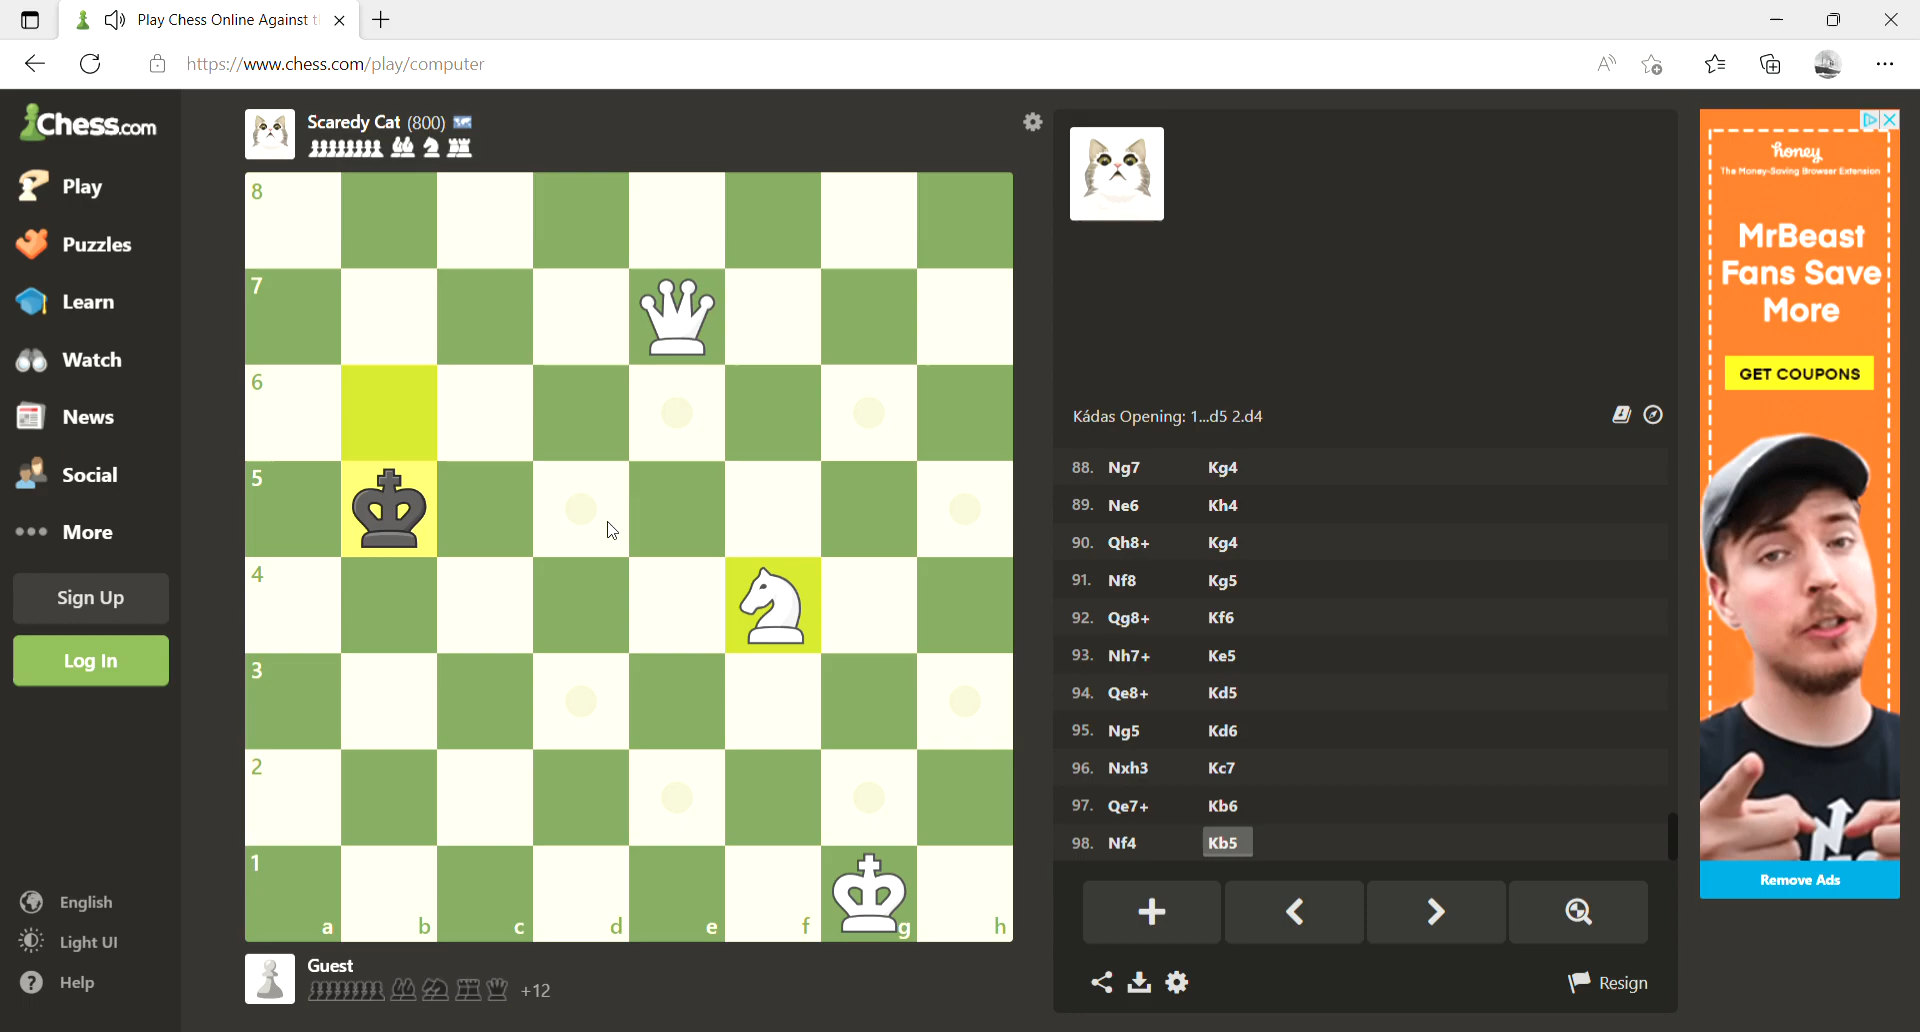 Play Chess Online Against t
https://www.chess.com/play/computer
Chess.com
Play
Puzzles
Learn
Watch
News
Social
More
Sign Up
Log In
English
Light UI
Help
Scaredy Cat (800)
8
7
6
5
4
3
2
1
a b c d e f g h
Guest
+12
Kádas Opening: 1...d5 2.d4
88. Ng7 Kg4
89. Ne6 Kh4
90. Qh8+ Kg4
91. Nf8 Kg5
92. Qg8+ Kf6
93. Nh7+ Ke5
94. Qe8+ Kd5
95. Ng5 Kd6
96. Nxh3 Kc7
97. Qe7+ Kb6
98. Nf4 Kb5
Resign
honey
The Money-Saving Browser Extension
MrBeast
Fans Save
More
GET COUPONS
Remove Ads